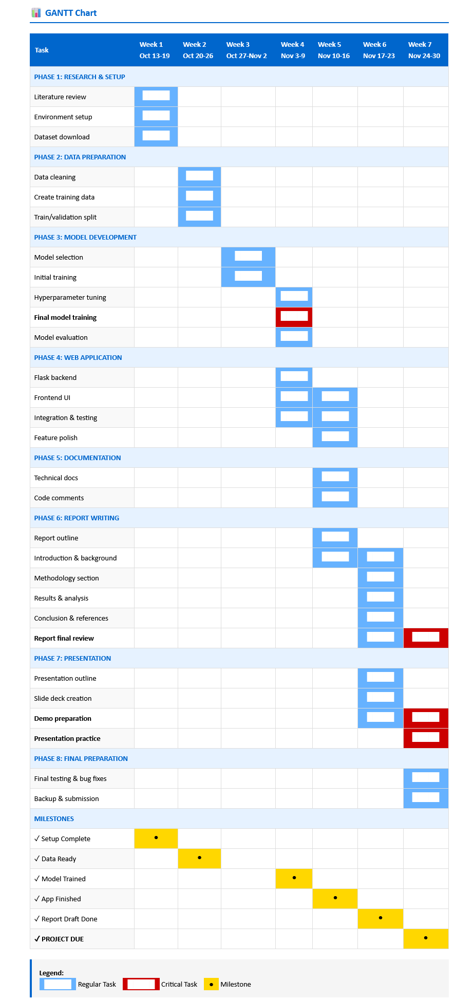 GANTT Chart
Task
Week 1
Oct 13-19
Week 2
Oct 20-26
Week 3
Oct 27-Nov 2
Week 4
Nov 3-9
Week 5
Nov 10-16
Week 6
Nov 17-23
Week 7
Nov 24-30
PHASE 1: RESEARCH & SETUP
Literature review
Environment setup
Dataset download
PHASE 2: DATA PREPARATION
Data cleaning
Create training data
Train/validation split
PHASE 3: MODEL DEVELOPMENT
Model selection
Initial training
Hyperparameter tuning
Final model training
Model evaluation
PHASE 4: WEB APPLICATION
Flask backend
Frontend UI
Integration & testing
Feature polish
PHASE 5: DOCUMENTATION
Technical docs
Code comments
PHASE 6: REPORT WRITING
Report outline
Introduction & background
Methodology section
Results & analysis
Conclusion & references
Report final review
PHASE 7: PRESENTATION
Presentation outline
Slide deck creation
Demo preparation
Presentation practice
PHASE 8: FINAL PREPARATION
Final testing & bug fixes
Backup & submission
MILESTONES
✓ Setup Complete
✓ Data Ready
✓ Model Trained
✓ App Finished
✓ Report Draft Done
✓ PROJECT DUE
Legend:
Regular Task
Critical Task
Milestone